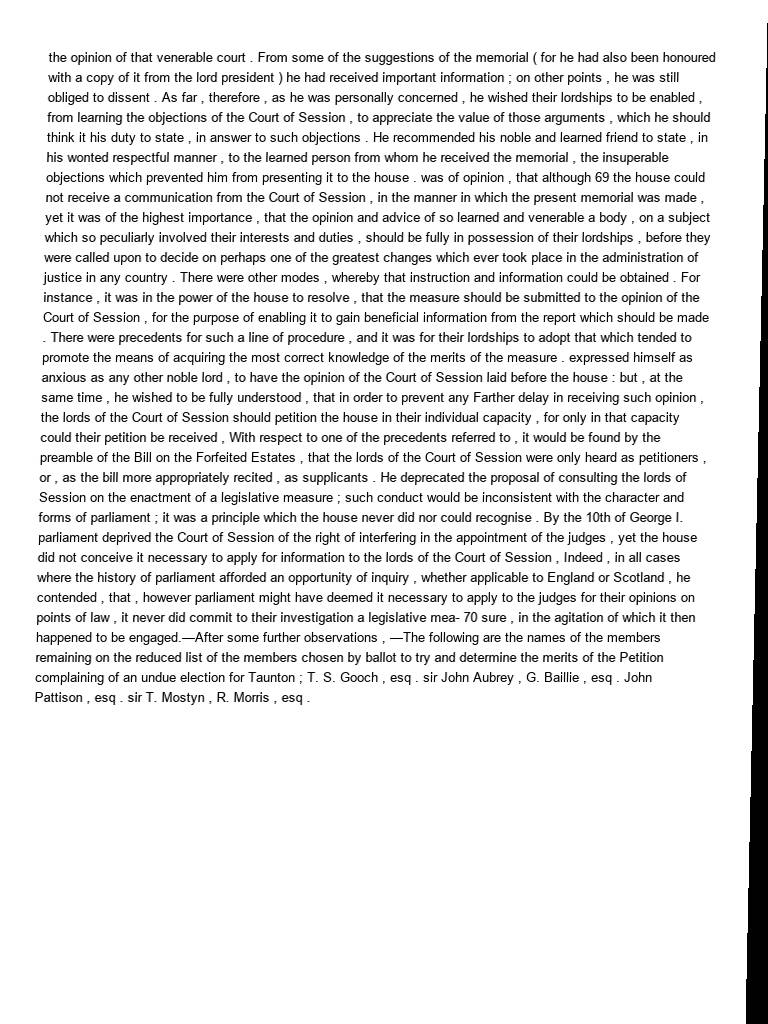 the opinion of that venerable court . From some of the suggestions of the memorial ( for he had also been honoured
with a copy of it from the lord president ) he had received important information ; on other points , he was still
obliged to dissent . As far , therefore , as he was personally concerned , he wished their lordships to be enabled ,
from learning the objections of the Court of Session , to appreciate the value of those arguments , which he should
think it his duty to state , in answer to such objections . He recommended his noble and learned friend to state , in
his wonted respectful manner , to the learned person from whom he received the memorial , the insuperable
objections which prevented him from presenting it to the house . was of opinion , that although 69 the house could
not receive a communication from the Court of Session , in the manner in which the present memorial was made ,
yet it was of the highest importance , that the opinion and advice of so learned and venerable a body , on a subject
which so peculiarly involved their interests and duties , should be fully in possession of their lordships , before they
were called upon to decide on perhaps one of the greatest changes which ever took place in the administration of
justice in any country . There were other modes , whereby that instruction and information could be obtained . For
instance , it was in the power of the house to resolve , that the measure should be submitted to the opinion of the
Court of Session , for the purpose of enabling it to gain beneficial information from the report which should be made
. There were precedents for such a line of procedure , and it was for their lordships to adopt that which tended to
promote the means of acquiring the most correct knowledge of the merits of the measure . expressed himself as
anxious as any other noble lord , to have the opinion of the Court of Session laid before the house : but , at the
same time , he wished to be fully understood , that in order to prevent any Farther delay in receiving such opinion ,
the lords of the Court of Session should petition the house in their individual capacity , for only in that capacity
could their petition be received , With respect to one of the precedents referred to , it would be found by the
preamble of the Bill on the Forfeited Estates , that the lords of the Court of Session were only heard as petitioners ,
or , as the bill more appropriately recited , as supplicants . He deprecated the proposal of consulting the lords of
Session on the enactment of a legislative measure ; such conduct would be inconsistent with the character and
forms of parliament ; it was a principle which the house never did nor could recognise . By the 10th of George I.
parliament deprived the Court of Session of the right of interfering in the appointment of the judges , yet the house
did not conceive it necessary to apply for information to the lords of the Court of Session , Indeed , in all cases
where the history of parliament afforded an opportunity of inquiry , whether applicable to England or Scotland , he
contended , that , however parliament might have deemed it necessary to apply to the judges for their opinions on
points of law , it never did commit to their investigation a legislative mea- 70 sure , in the agitation of which it then
happened to be engaged.—After some further observations , —The following are the names of the members
remaining on the reduced list of the members chosen by ballot to try and determine the merits of the Petition
complaining of an undue election for Taunton ; T. S. Gooch , esq . sir John Aubrey , G. Baillie , esq . John
Pattison , esq . sir T. Mostyn , R. Morris , esq .